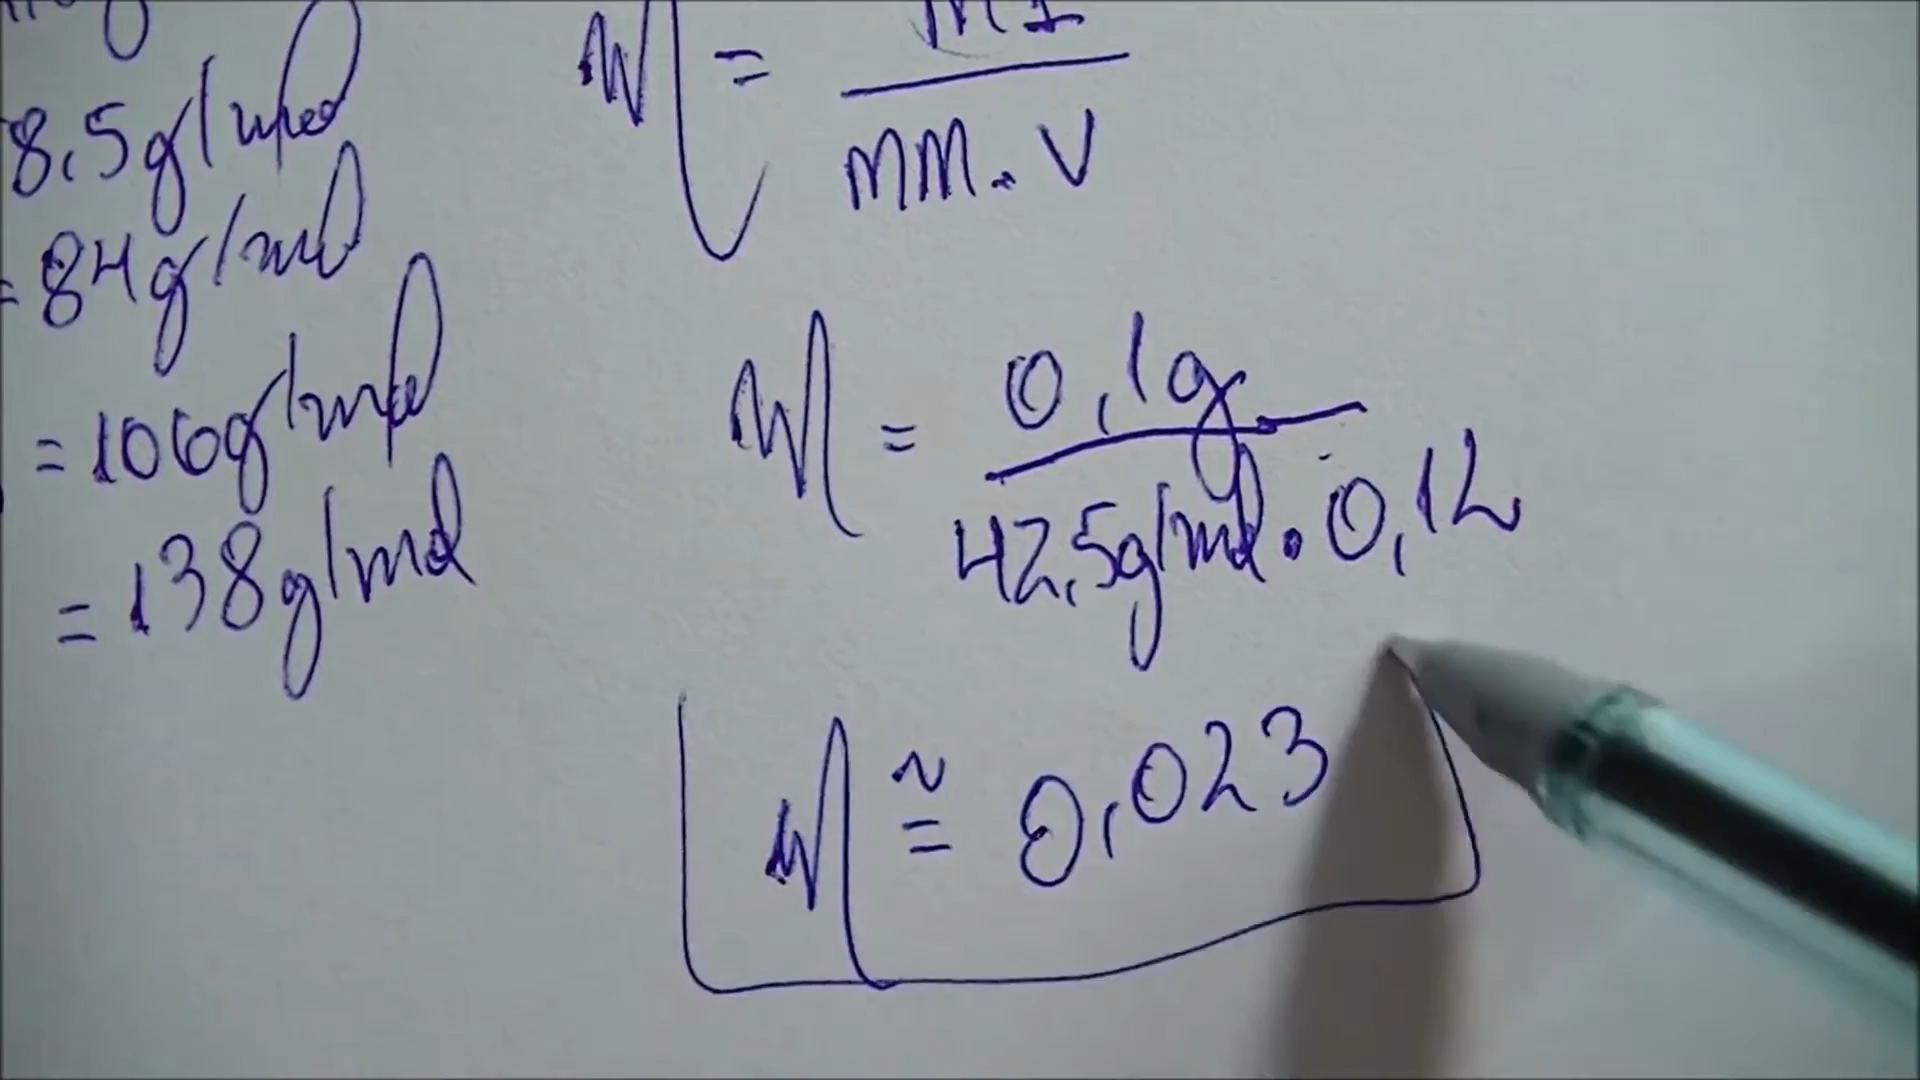 8,5g/mol
= 84g/mol
= 106g/mol
= 138g/mol
M = m1
MM.V
M = 0,1g
42,5g/mol.0,1L
M ≅ 0,023